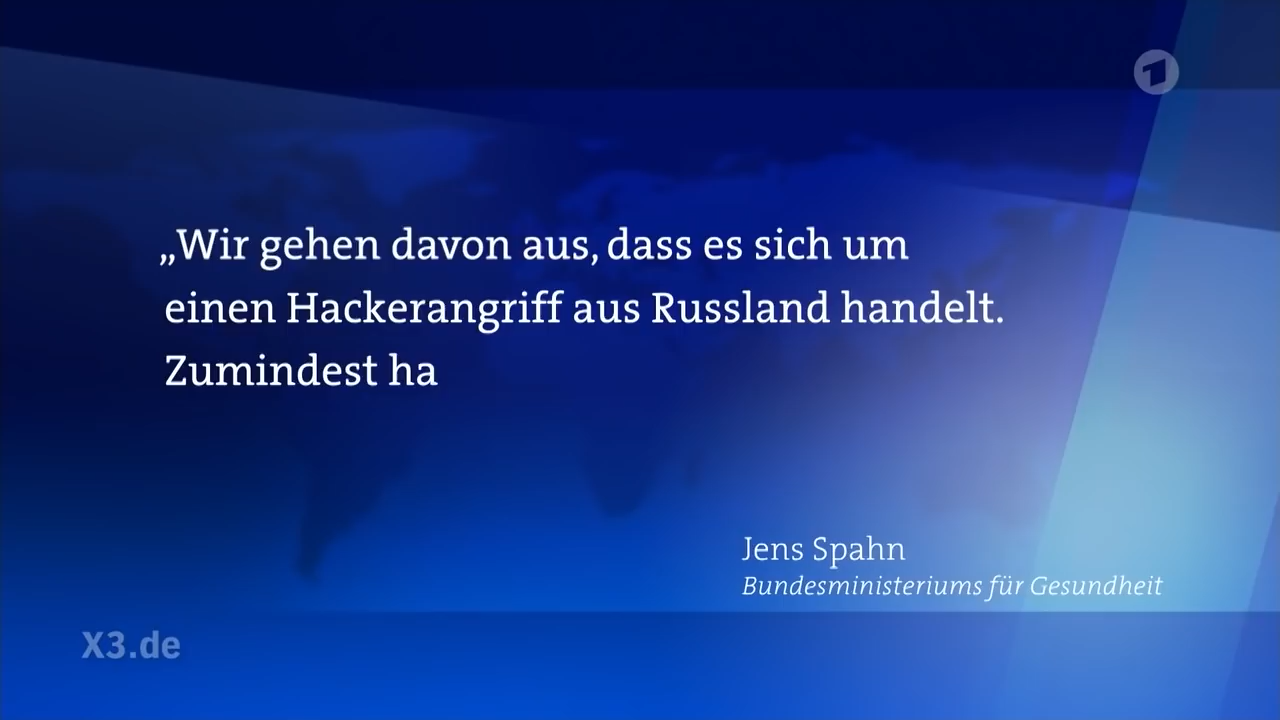 „Wir gehen davon aus, dass es sich um
einen Hackerangriff aus Russland handelt.
Zumindest ha
Jens Spahn
Bundesministeriums für Gesundheit
X3.de